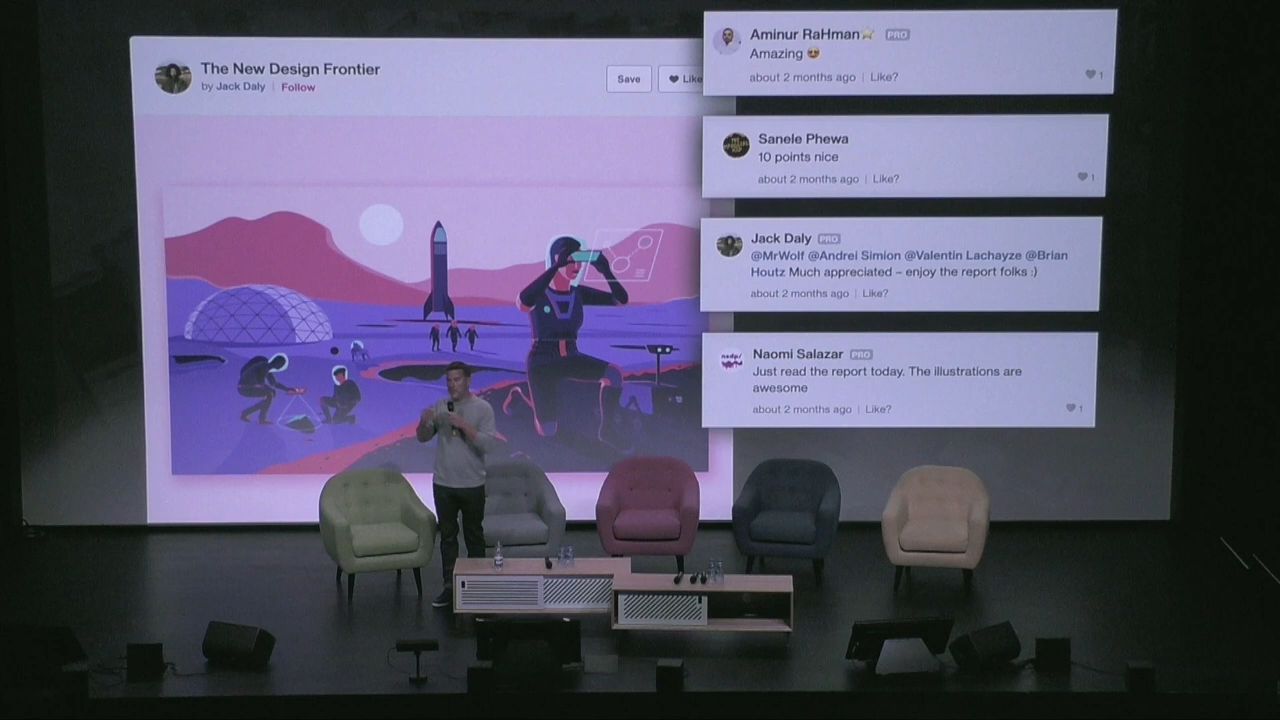 The New Design Frontier
by Jack Daly | Follow
Save
Like
Aminur RaHman⭐ PRO
Amazing 😍
about 2 months ago | Like?
1
Sanele Phewa
10 points nice
about 2 months ago | Like?
1
Jack Daly PRO
@MrWolf @Andrei Simion @Valentin Lachayze @Brian
Houtz Much appreciated – enjoy the report folks :)
about 2 months ago | Like?
Naomi Salazar PRO
Just read the report today. The illustrations are
awesome
about 2 months ago | Like?
1